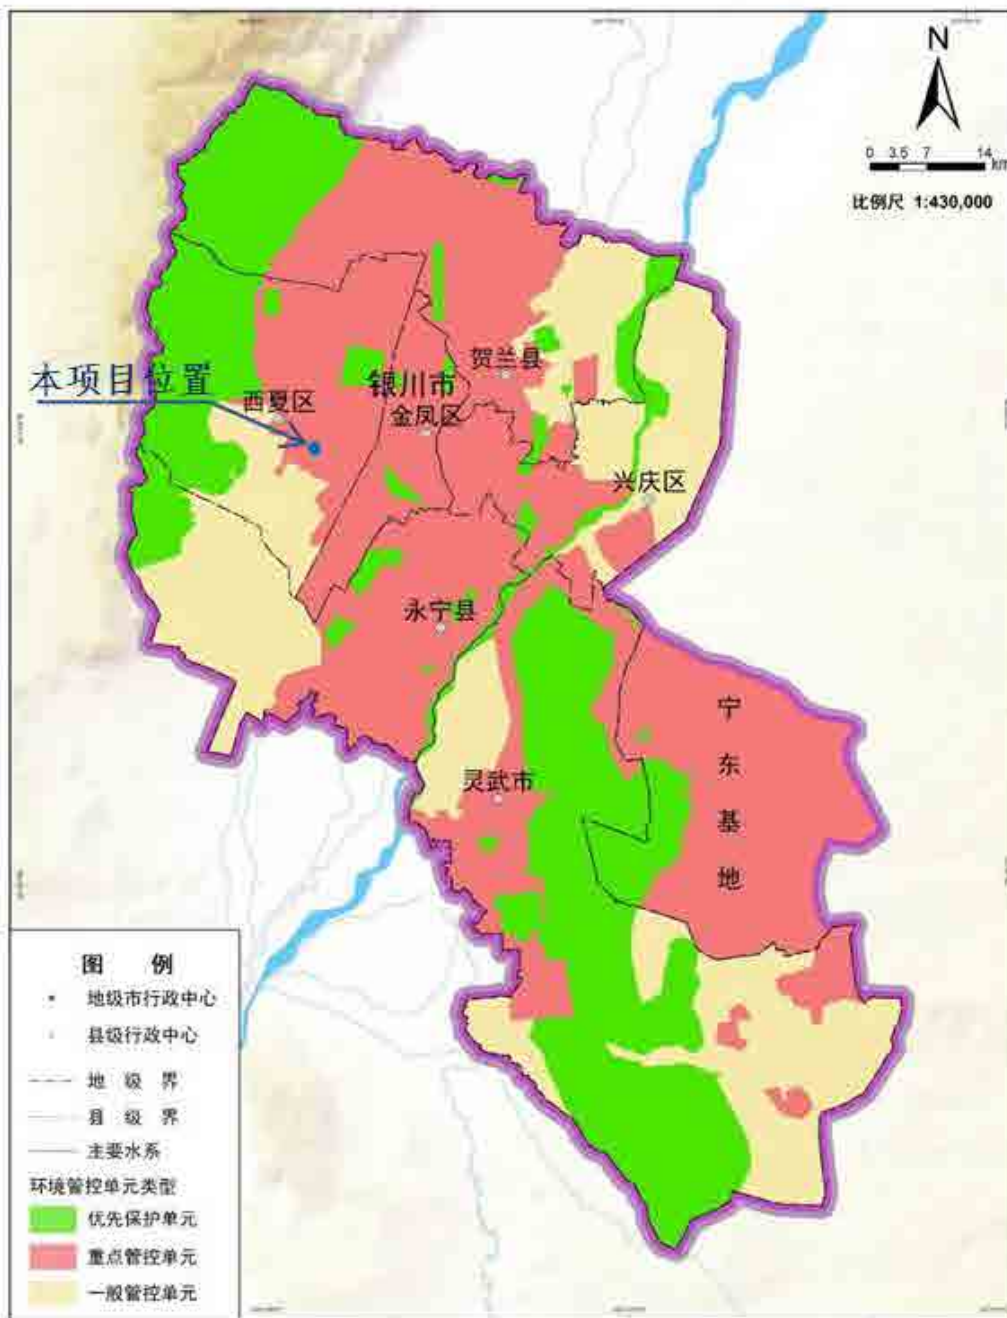 N
0 3.5 7 14 km
比例尺 1:430,000
本项目位置
贺兰县
银川市
西夏区
金凤区
兴庆区
永宁县
宁东基地
灵武市
图 例
地级市行政中心
县级行政中心
地 级 界
县 级 界
主要水系
环境管控单元类型
优先保护单元
重点管控单元
一般管控单元